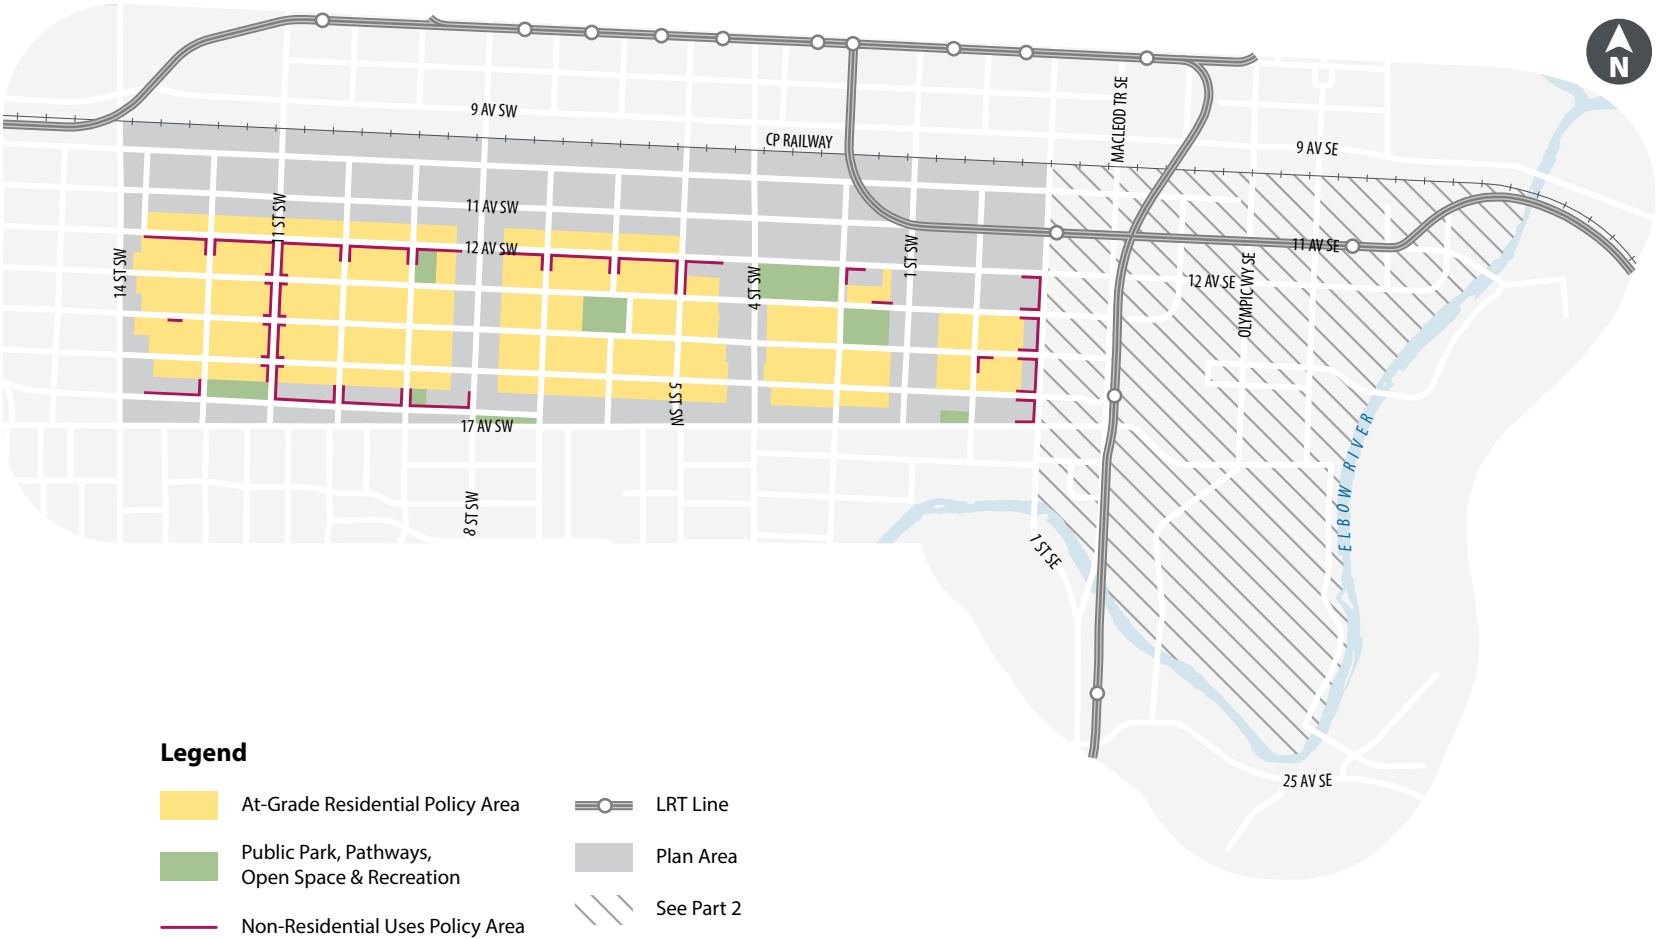 N
9 AV SW
MACLEOD TR SE
CP RAILWAY
9 AV SE
11 ST SW
11 AV SW
12 AV SW
14 ST SW
4 ST SW
1 ST SW
11 AV SE
12 AV SE
OLYMPIC WY SE
5 ST SW
17 AV SW
8 ST SW
1 ST SE
ELBOW RIVER
25 AV SE
Legend
At-Grade Residential Policy Area
Public Park, Pathways,
Open Space & Recreation
Non-Residential Uses Policy Area
LRT Line
Plan Area
See Part 2